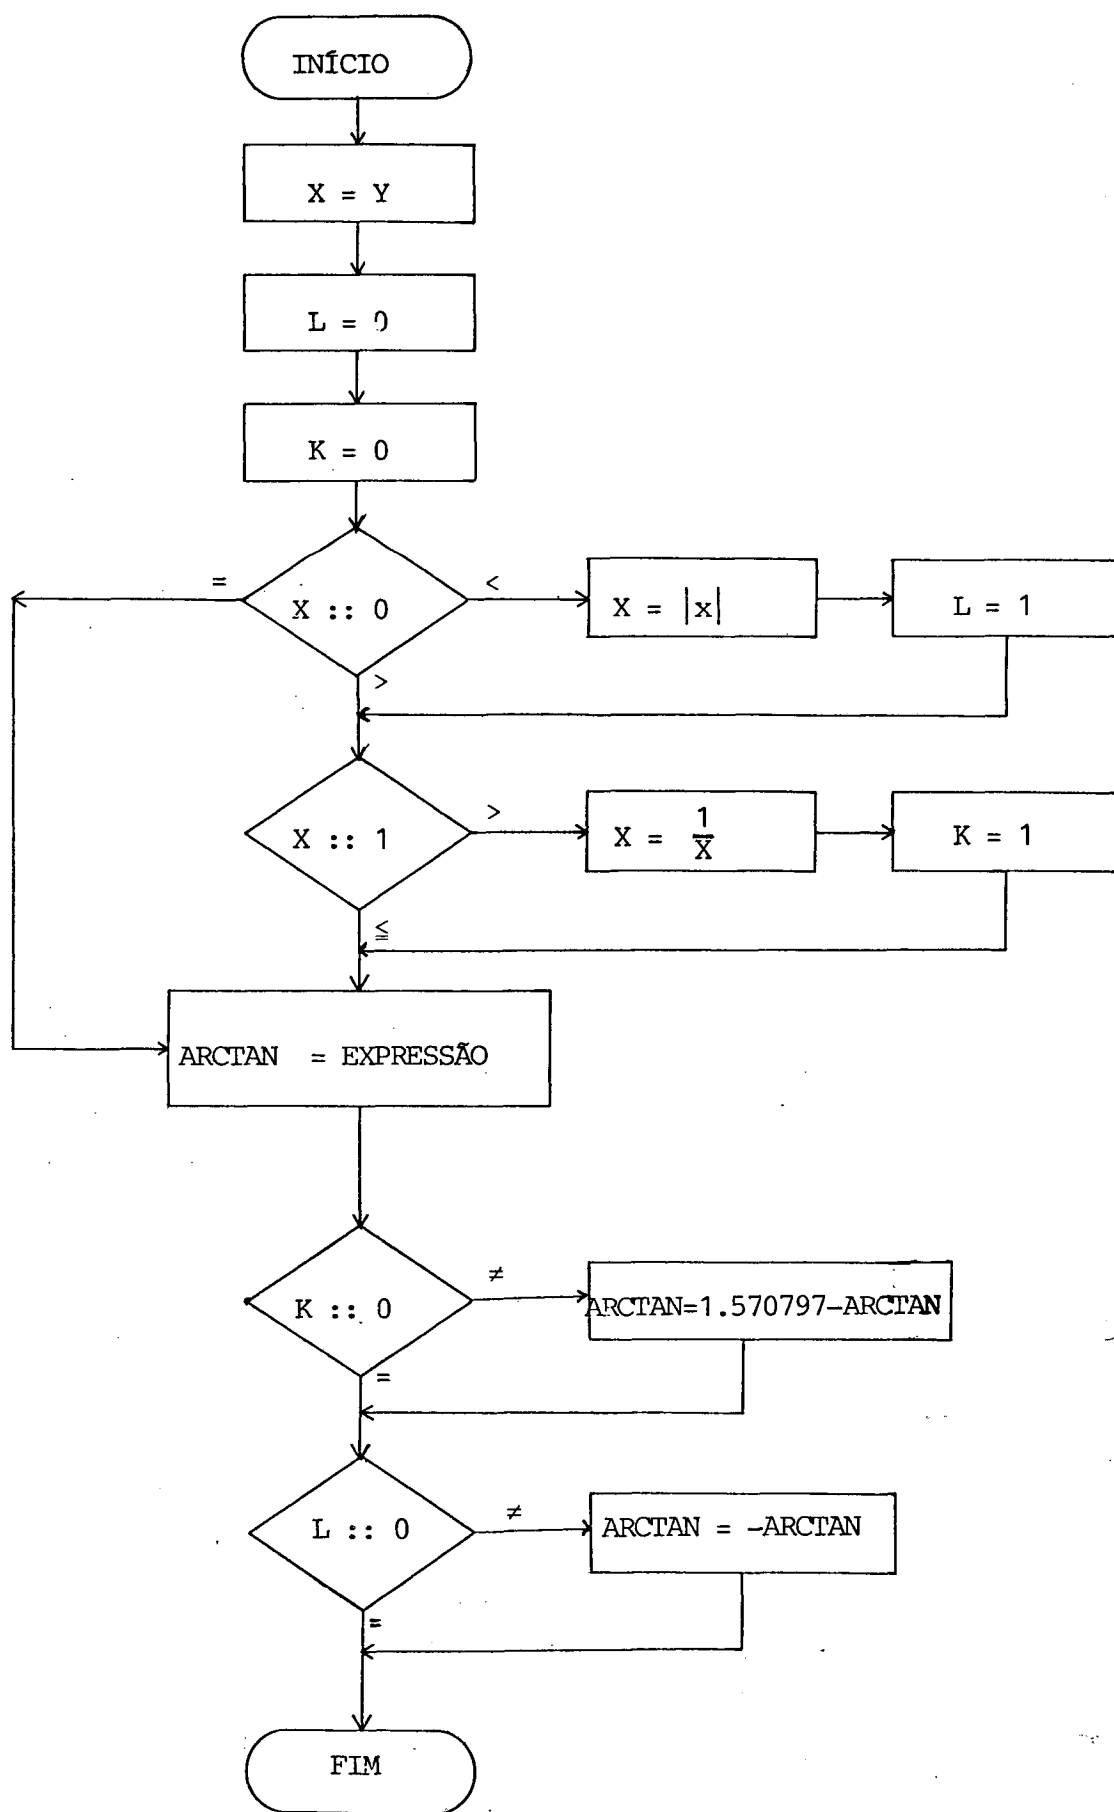 INÍCIO
X = Y
L = 0
K = 0
=
X :: 0
<
X = |x|
L = 1
>
X :: 1
>
X = 1/X
K = 1
≦
ARCTAN = EXPRESSÃO
K :: 0
≠
ARCTAN=1.570797-ARCTAN
=
L :: 0
≠
ARCTAN = -ARCTAN
=
FIM